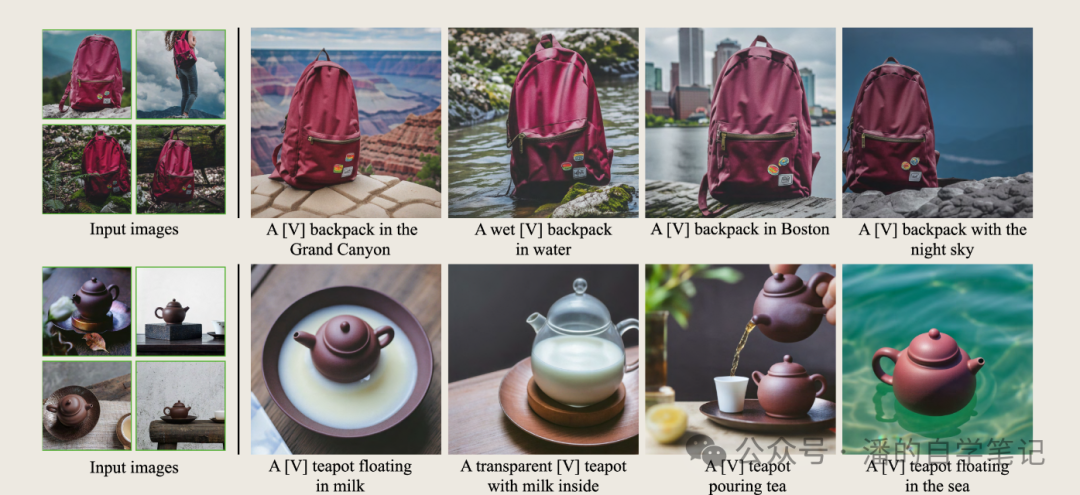 Input images
A [V] backpack in the
Grand Canyon
A wet [V] backpack
in water
A [V] backpack in Boston
A [V] backpack with the
night sky
Input images
A [V] teapot floating
in milk
A transparent [V] teapot
with milk inside
A [V] teapot
pouring tea
A [V] teapot floating
in the sea
公众号 · 潘的自学笔记